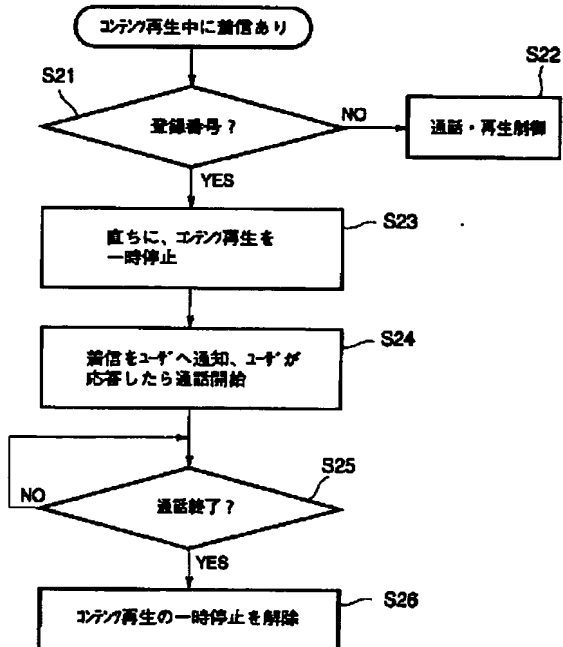 コンテンツ再生中に着信あり
S21
S22
登録番号？
NO
通話・再生制御
YES
S23
直ちに、コンテンツ再生を
一時停止
S24
着信をユーザへ通知、ユーザが
応答したら通話開始
S25
NO
通話終了？
YES
S26
コンテンツ再生の一時停止を解除